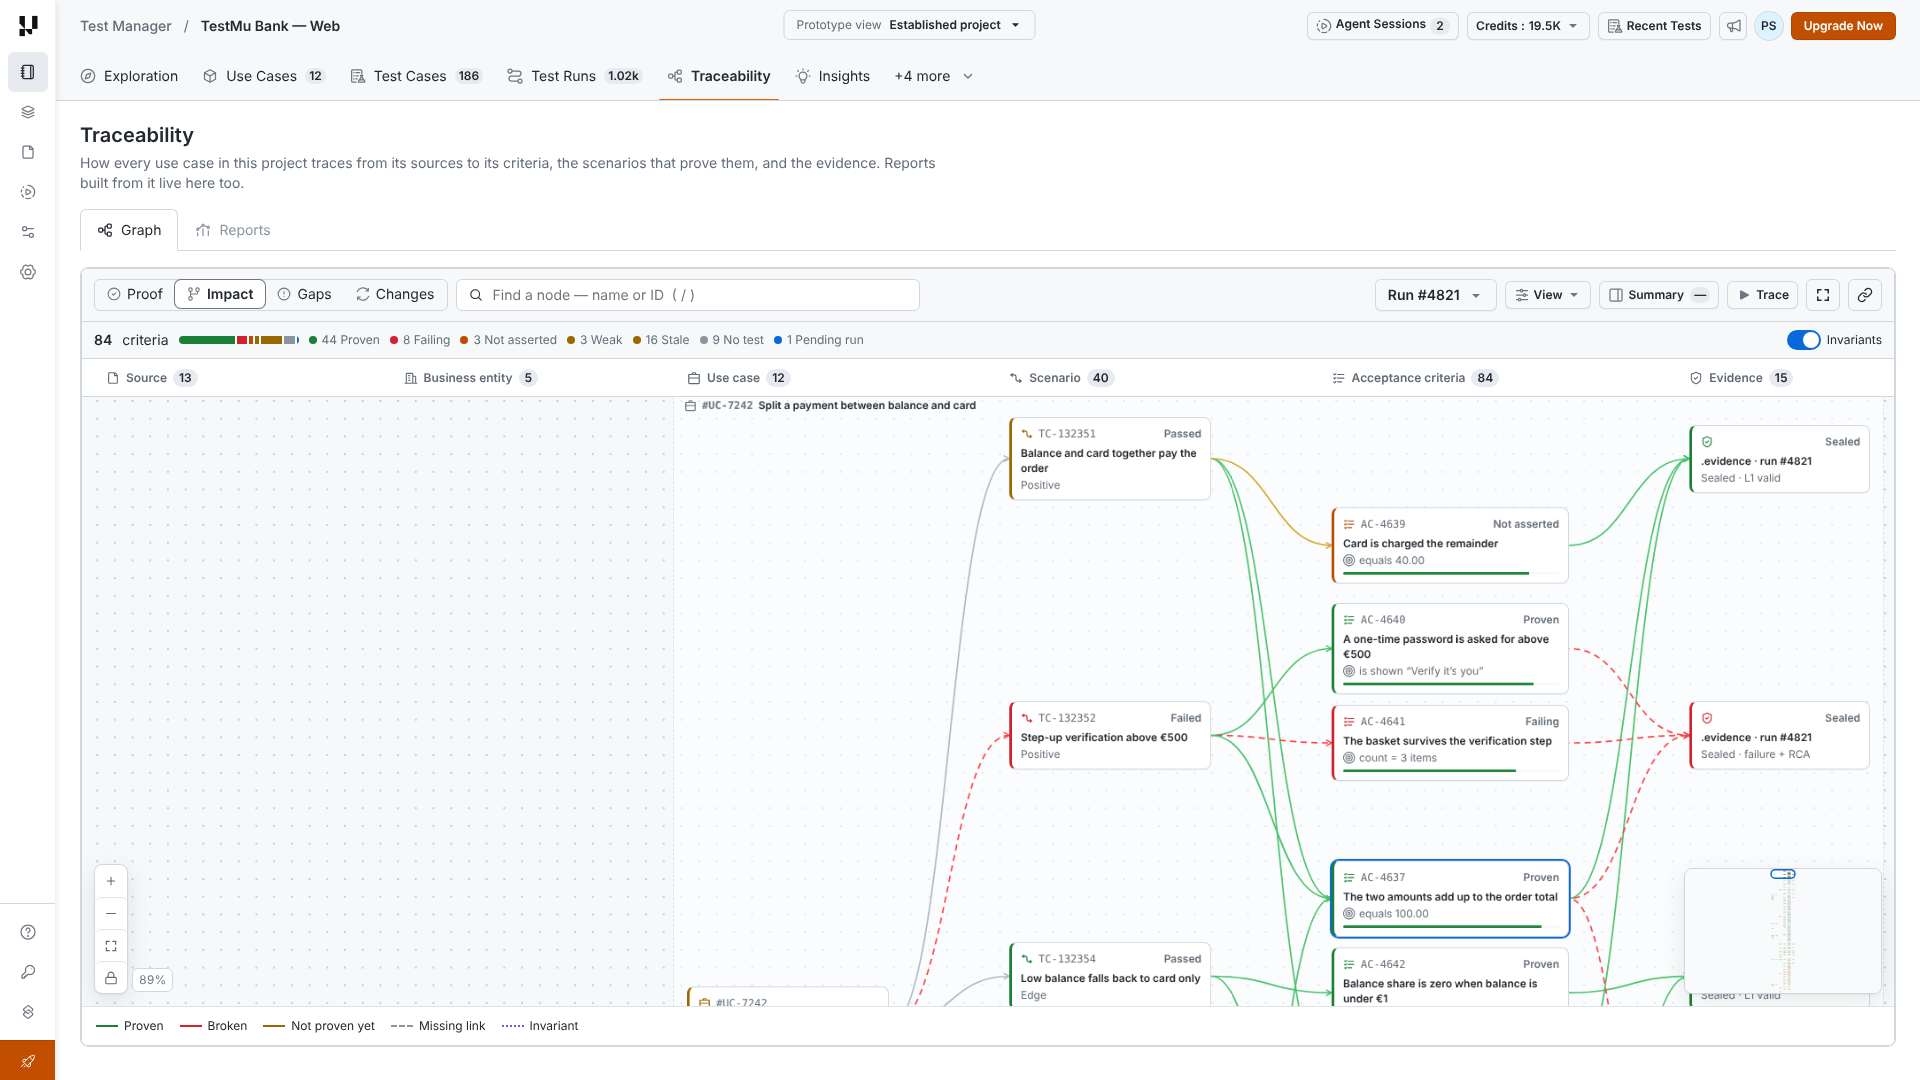 Test Manager / TestMu Bank — Web
Prototype view Established project
Agent Sessions 2
Credits : 19.5K
Recent Tests
PS
Upgrade Now
Exploration
Use Cases 12
Test Cases 186
Test Runs 1.02k
Traceability
Insights
+4 more
Traceability
How every use case in this project traces from its sources to its criteria, the scenarios that prove them, and the evidence. Reports
built from it live here too.
Graph
Reports
Proof
Impact
Gaps
Changes
Find a node — name or ID ( / )
Run #4821
View
Summary —
Trace
84 criteria
44 Proven
8 Failing
3 Not asserted
3 Weak
16 Stale
9 No test
1 Pending run
Invariants
Source 13
Business entity 5
Use case 12
Scenario 40
Acceptance criteria 84
Evidence 15
#UC-7242 Split a payment between balance and card
TC-132351 Passed
Balance and card together pay the
order
Positive
Sealed
.evidence · run #4821
Sealed · L1 valid
AC-4639 Not asserted
Card is charged the remainder
equals 40.00
AC-4640 Proven
A one-time password is asked for above
€500
is shown “Verify it’s you”
TC-132352 Failed
Step-up verification above €500
Positive
AC-4641 Failing
The basket survives the verification step
count = 3 items
Sealed
.evidence · run #4821
Sealed · failure + RCA
AC-4637 Proven
The two amounts add up to the order total
equals 100.00
TC-132354 Passed
Low balance falls back to card only
Edge
AC-4642 Proven
Balance share is zero when balance is
under €1
Sealed · L1 valid
#UC-7242
89%
Proven
Broken
Not proven yet
Missing link
Invariant